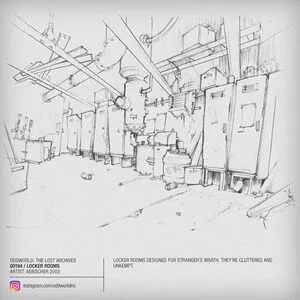 ODDWORLD: THE LOST ARCHIVES
00194 / LOCKER ROOMS
ARTIST: AEBISCHER 2003
LOCKER ROOMS DESIGNED FOR STRANGER'S WRATH. THEY'RE CLUTTERED AND
UNKEMPT.
instagram.com/oddworldinc